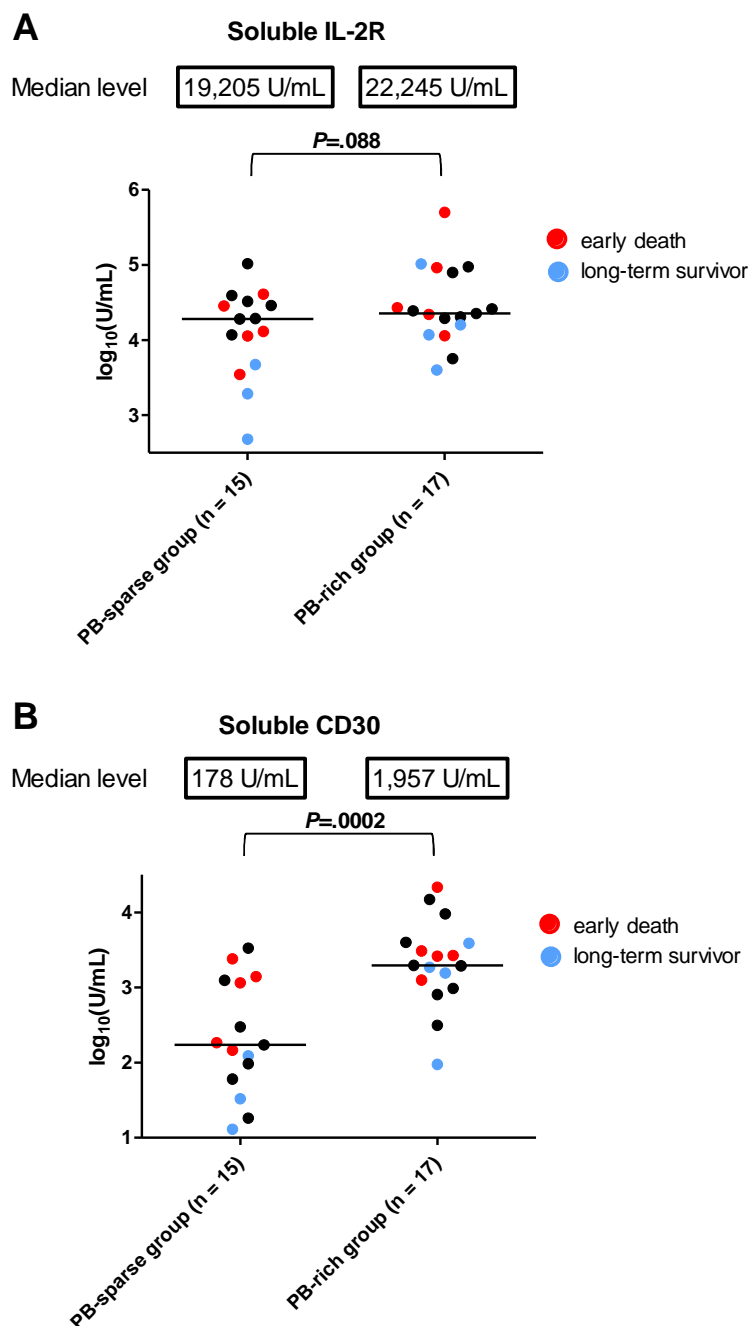 A
Soluble IL-2R
Median level 19,205 U/mL 22,245 U/mL
P=.088
6
5
4
3
log10(U/mL)
early death
long-term survivor
PB-sparse group (n = 15)
PB-rich group (n = 17)
B
Soluble CD30
Median level 178 U/mL 1,957 U/mL
P=.0002
4
3
2
1
log10(U/mL)
early death
long-term survivor
PB-sparse group (n = 15)
PB-rich group (n = 17)